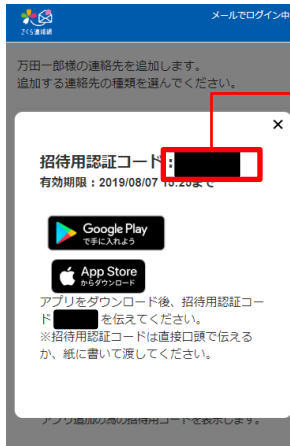 さくら連絡網
メールでログイン中
万田一郎様の連絡先を追加します。
追加する連絡先の種類を選んでください。
×
招待用認証コード：
有効期限：2019/08/07 15:26まで
Google Play
で手に入れよう
App Store
からダウンロード
アプリをダウンロード後、招待用認証コー
ド を伝えてください。
※招待用認証コードは直接口頭で伝える
か、紙に書いて渡してください。
アプリ追加の為の招待用コードを表示します。